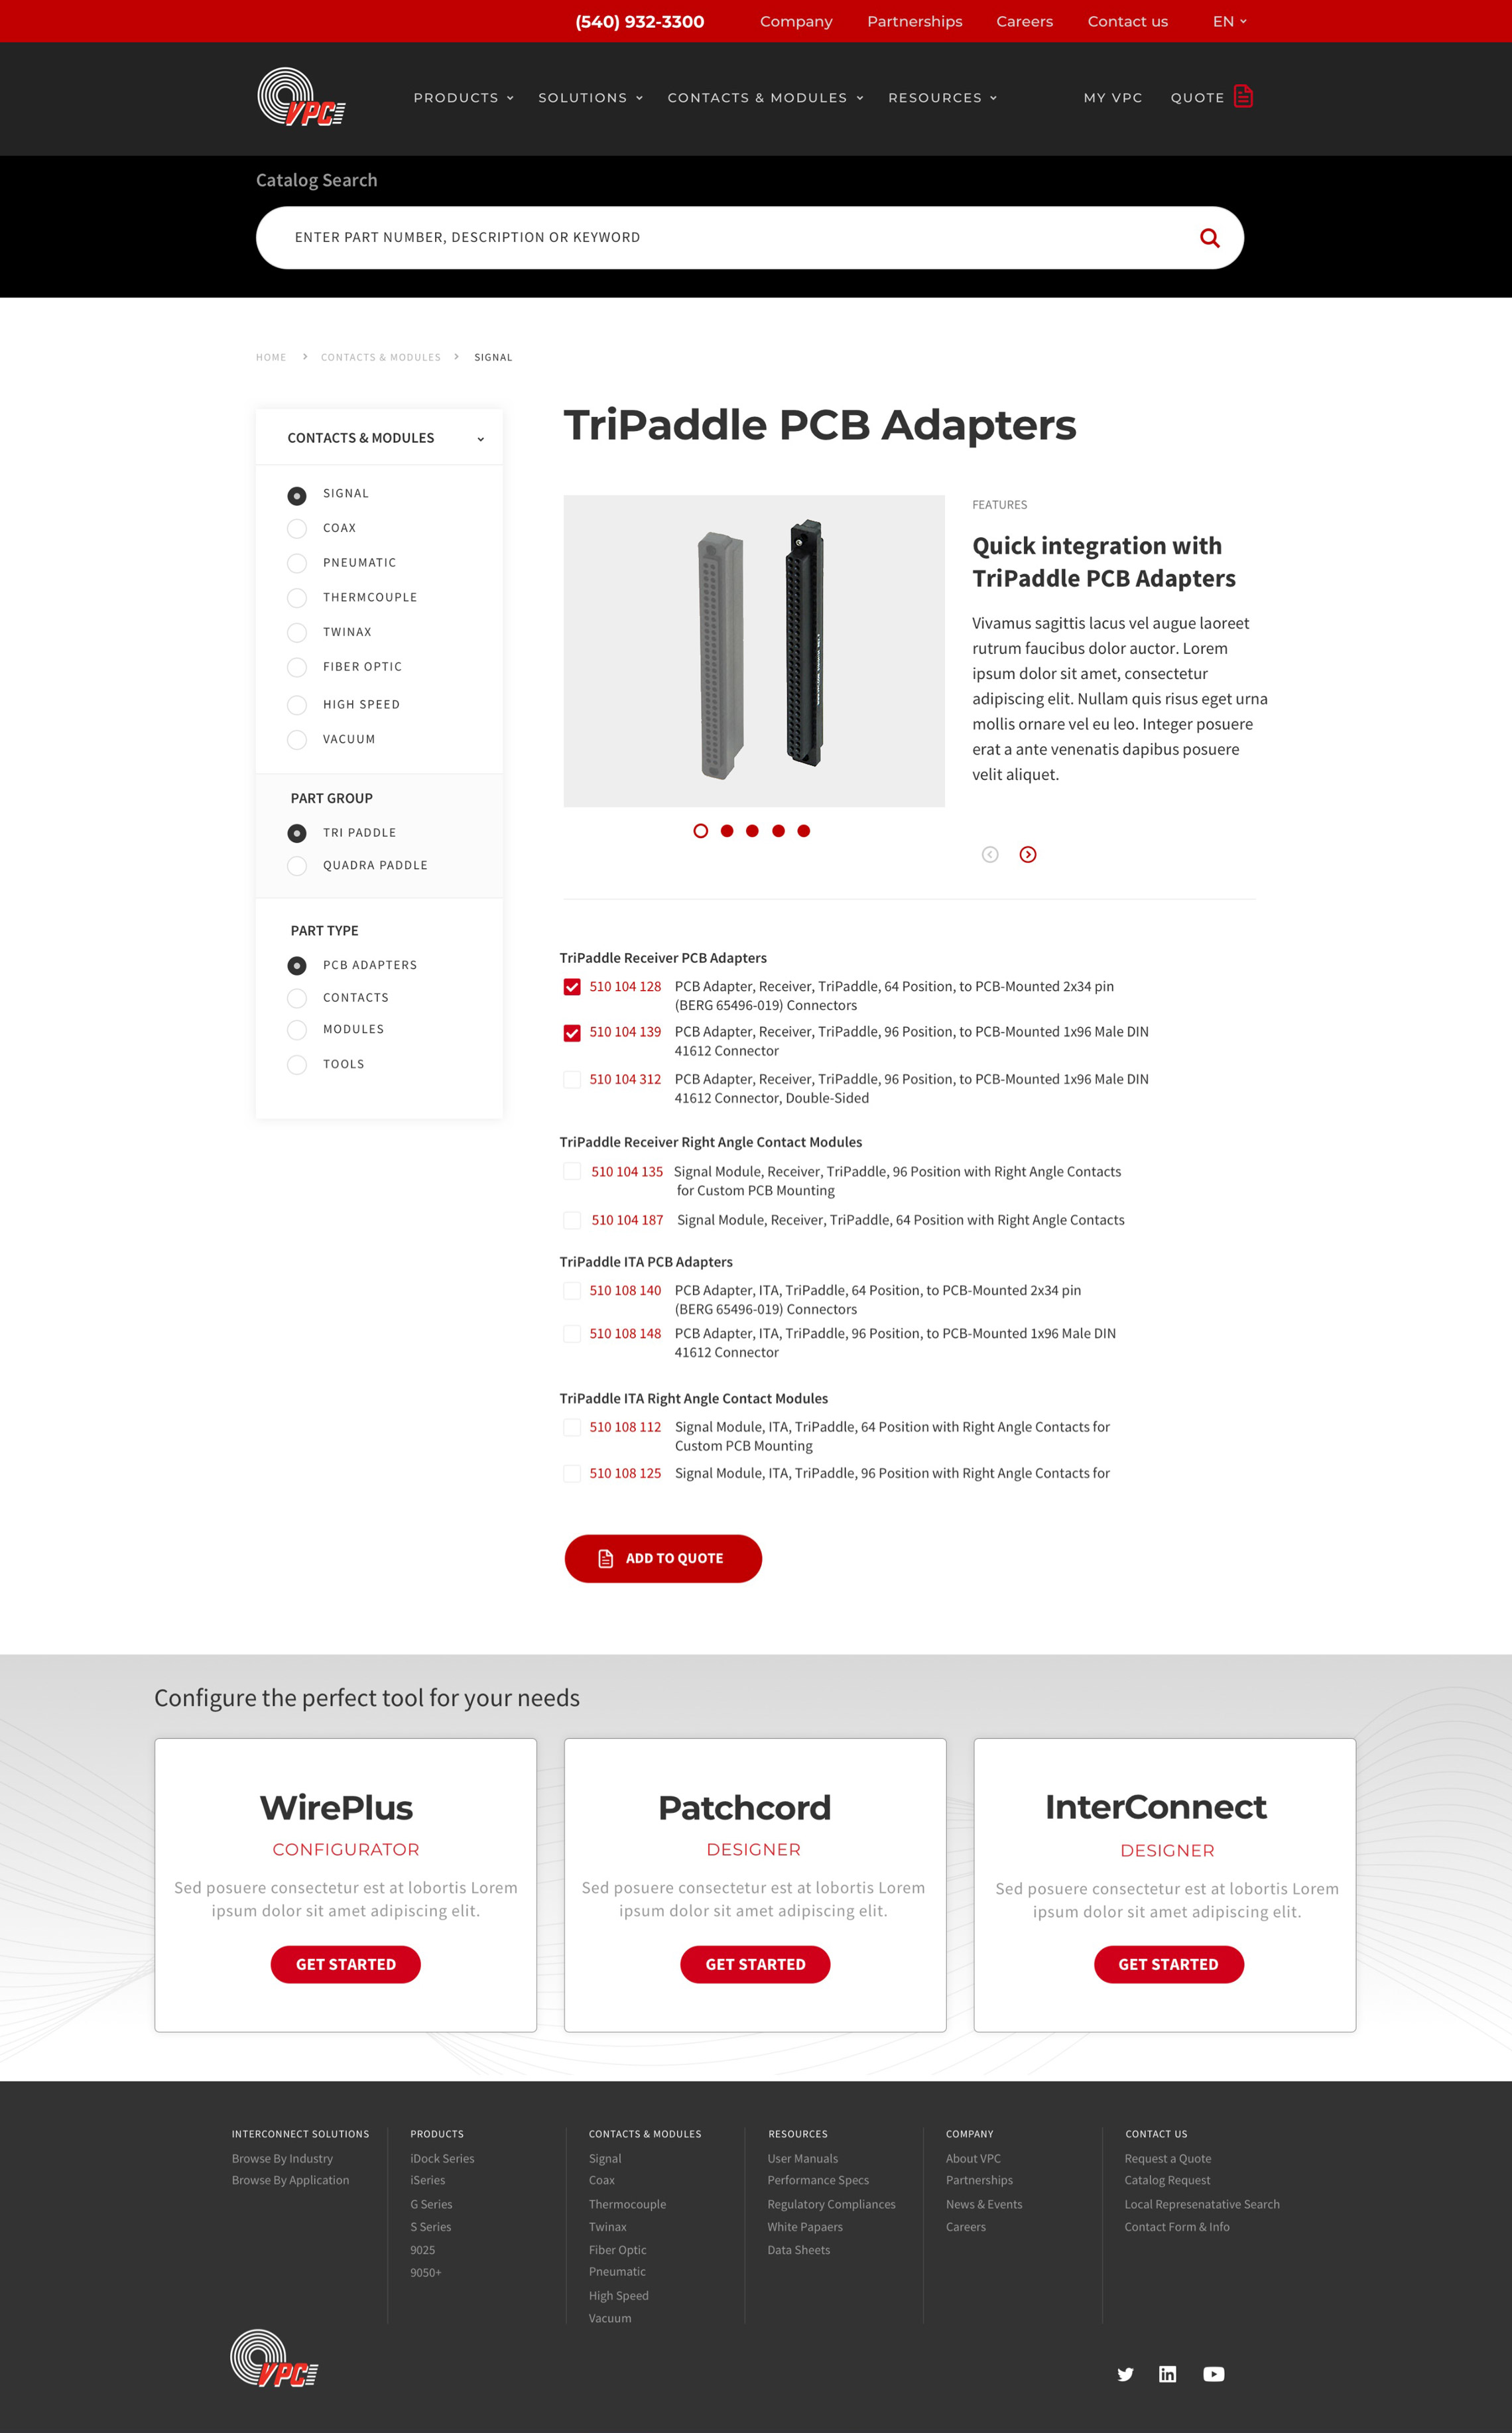 (540) 932-3300 Company Partnerships Careers Contact us EN
VPC PRODUCTS SOLUTIONS CONTACTS & MODULES RESOURCES MY VPC QUOTE
Catalog Search
ENTER PART NUMBER, DESCRIPTION OR KEYWORD
HOME > CONTACTS & MODULES > SIGNAL
CONTACTS & MODULES
SIGNAL
COAX
PNEUMATIC
THERMCOUPLE
TWINAX
FIBER OPTIC
HIGH SPEED
VACUUM
PART GROUP
TRI PADDLE
QUADRA PADDLE
PART TYPE
PCB ADAPTERS
CONTACTS
MODULES
TOOLS
TriPaddle PCB Adapters
FEATURES
Quick integration with
TriPaddle PCB Adapters
Vivamus sagittis lacus vel augue laoreet
rutrum faucibus dolor auctor. Lorem
ipsum dolor sit amet, consectetur
adipiscing elit. Nullam quis risus eget urna
mollis ornare vel eu leo. Integer posuere
erat a ante venenatis dapibus posuere
velit aliquet.
TriPaddle Receiver PCB Adapters
510 104 128 PCB Adapter, Receiver, TriPaddle, 64 Position, to PCB-Mounted 2x34 pin
(BERG 65496-019) Connectors
510 104 139 PCB Adapter, Receiver, TriPaddle, 96 Position, to PCB-Mounted 1x96 Male DIN
41612 Connector
510 104 312 PCB Adapter, Receiver, TriPaddle, 96 Position, to PCB-Mounted 1x96 Male DIN
41612 Connector, Double-Sided
TriPaddle Receiver Right Angle Contact Modules
510 104 135 Signal Module, Receiver, TriPaddle, 96 Position with Right Angle Contacts
for Custom PCB Mounting
510 104 187 Signal Module, Receiver, TriPaddle, 64 Position with Right Angle Contacts
TriPaddle ITA PCB Adapters
510 108 140 PCB Adapter, ITA, TriPaddle, 64 Position, to PCB-Mounted 2x34 pin
(BERG 65496-019) Connectors
510 108 148 PCB Adapter, ITA, TriPaddle, 96 Position, to PCB-Mounted 1x96 Male DIN
41612 Connector
TriPaddle ITA Right Angle Contact Modules
510 108 112 Signal Module, ITA, TriPaddle, 64 Position with Right Angle Contacts for
Custom PCB Mounting
510 108 125 Signal Module, ITA, TriPaddle, 96 Position with Right Angle Contacts for
ADD TO QUOTE
Configure the perfect tool for your needs
WirePlus
CONFIGURATOR
Sed posuere consectetur est at lobortis Lorem
ipsum dolor sit amet adipiscing elit.
GET STARTED
Patchcord
DESIGNER
Sed posuere consectetur est at lobortis Lorem
ipsum dolor sit amet adipiscing elit.
GET STARTED
InterConnect
DESIGNER
Sed posuere consectetur est at lobortis Lorem
ipsum dolor sit amet adipiscing elit.
GET STARTED
INTERCONNECT SOLUTIONS
Browse By Industry
Browse By Application
PRODUCTS
iDock Series
iSeries
G Series
S Series
9025
9050+
CONTACTS & MODULES
Signal
Coax
Thermocouple
Twinax
Fiber Optic
Pneumatic
High Speed
Vacuum
RESOURCES
User Manuals
Performance Specs
Regulatory Compliances
White Papaers
Data Sheets
COMPANY
About VPC
Partnerships
News & Events
Careers
CONTACT US
Request a Quote
Catalog Request
Local Represenatative Search
Contact Form & Info
VPC